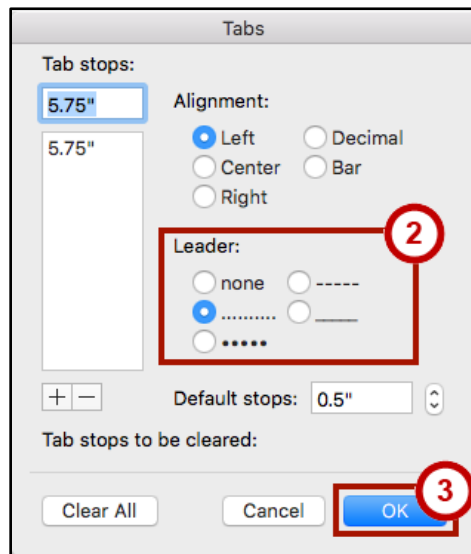 Tabs
Tab stops:
5.75"
5.75"
Alignment:
Left Decimal
Center Bar
Right
2
Leader:
none -----
.......... _____
•••••
+ −
Default stops: 0.5"
Tab stops to be cleared:
3
Clear All Cancel OK